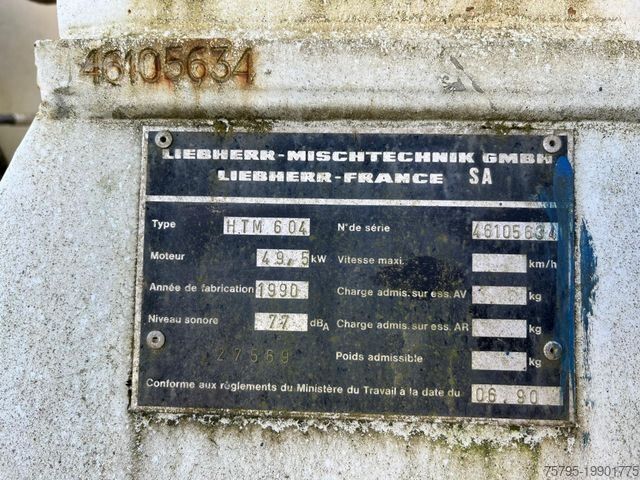 46105634
LIEBHERR-MISCHTECHNIK GMBH
LIEBHERR-FRANCE SA
Type HTM 604 N° de série 46105634
Moteur 49,5 kW Vitesse maxi. km/h
Année de fabrication 1990 Charge admis. sur ess. AV kg
Niveau sonore 77 dBA Charge admis. sur ess. AR kg
27569 Poids admissible kg
Conforme aux règlements du Ministère du Travail à la date du 06.90
75795-19901775